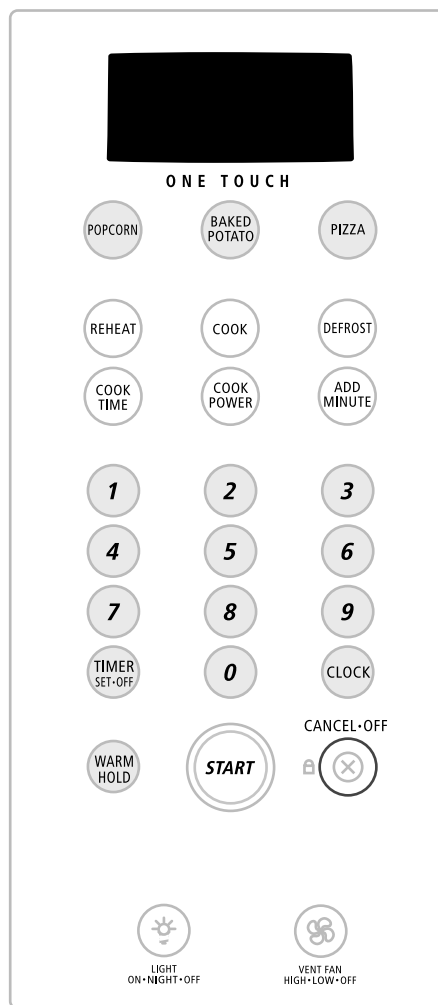 ONE TOUCH
POPCORN
BAKED
POTATO
PIZZA
REHEAT
COOK
DEFROST
COOK
TIME
COOK
POWER
ADD
MINUTE
1
2
3
4
5
6
7
8
9
TIMER
SET•OFF
0
CLOCK
WARM
HOLD
START
CANCEL•OFF
LIGHT
ON•NIGHT•OFF
VENT FAN
HIGH•LOW•OFF